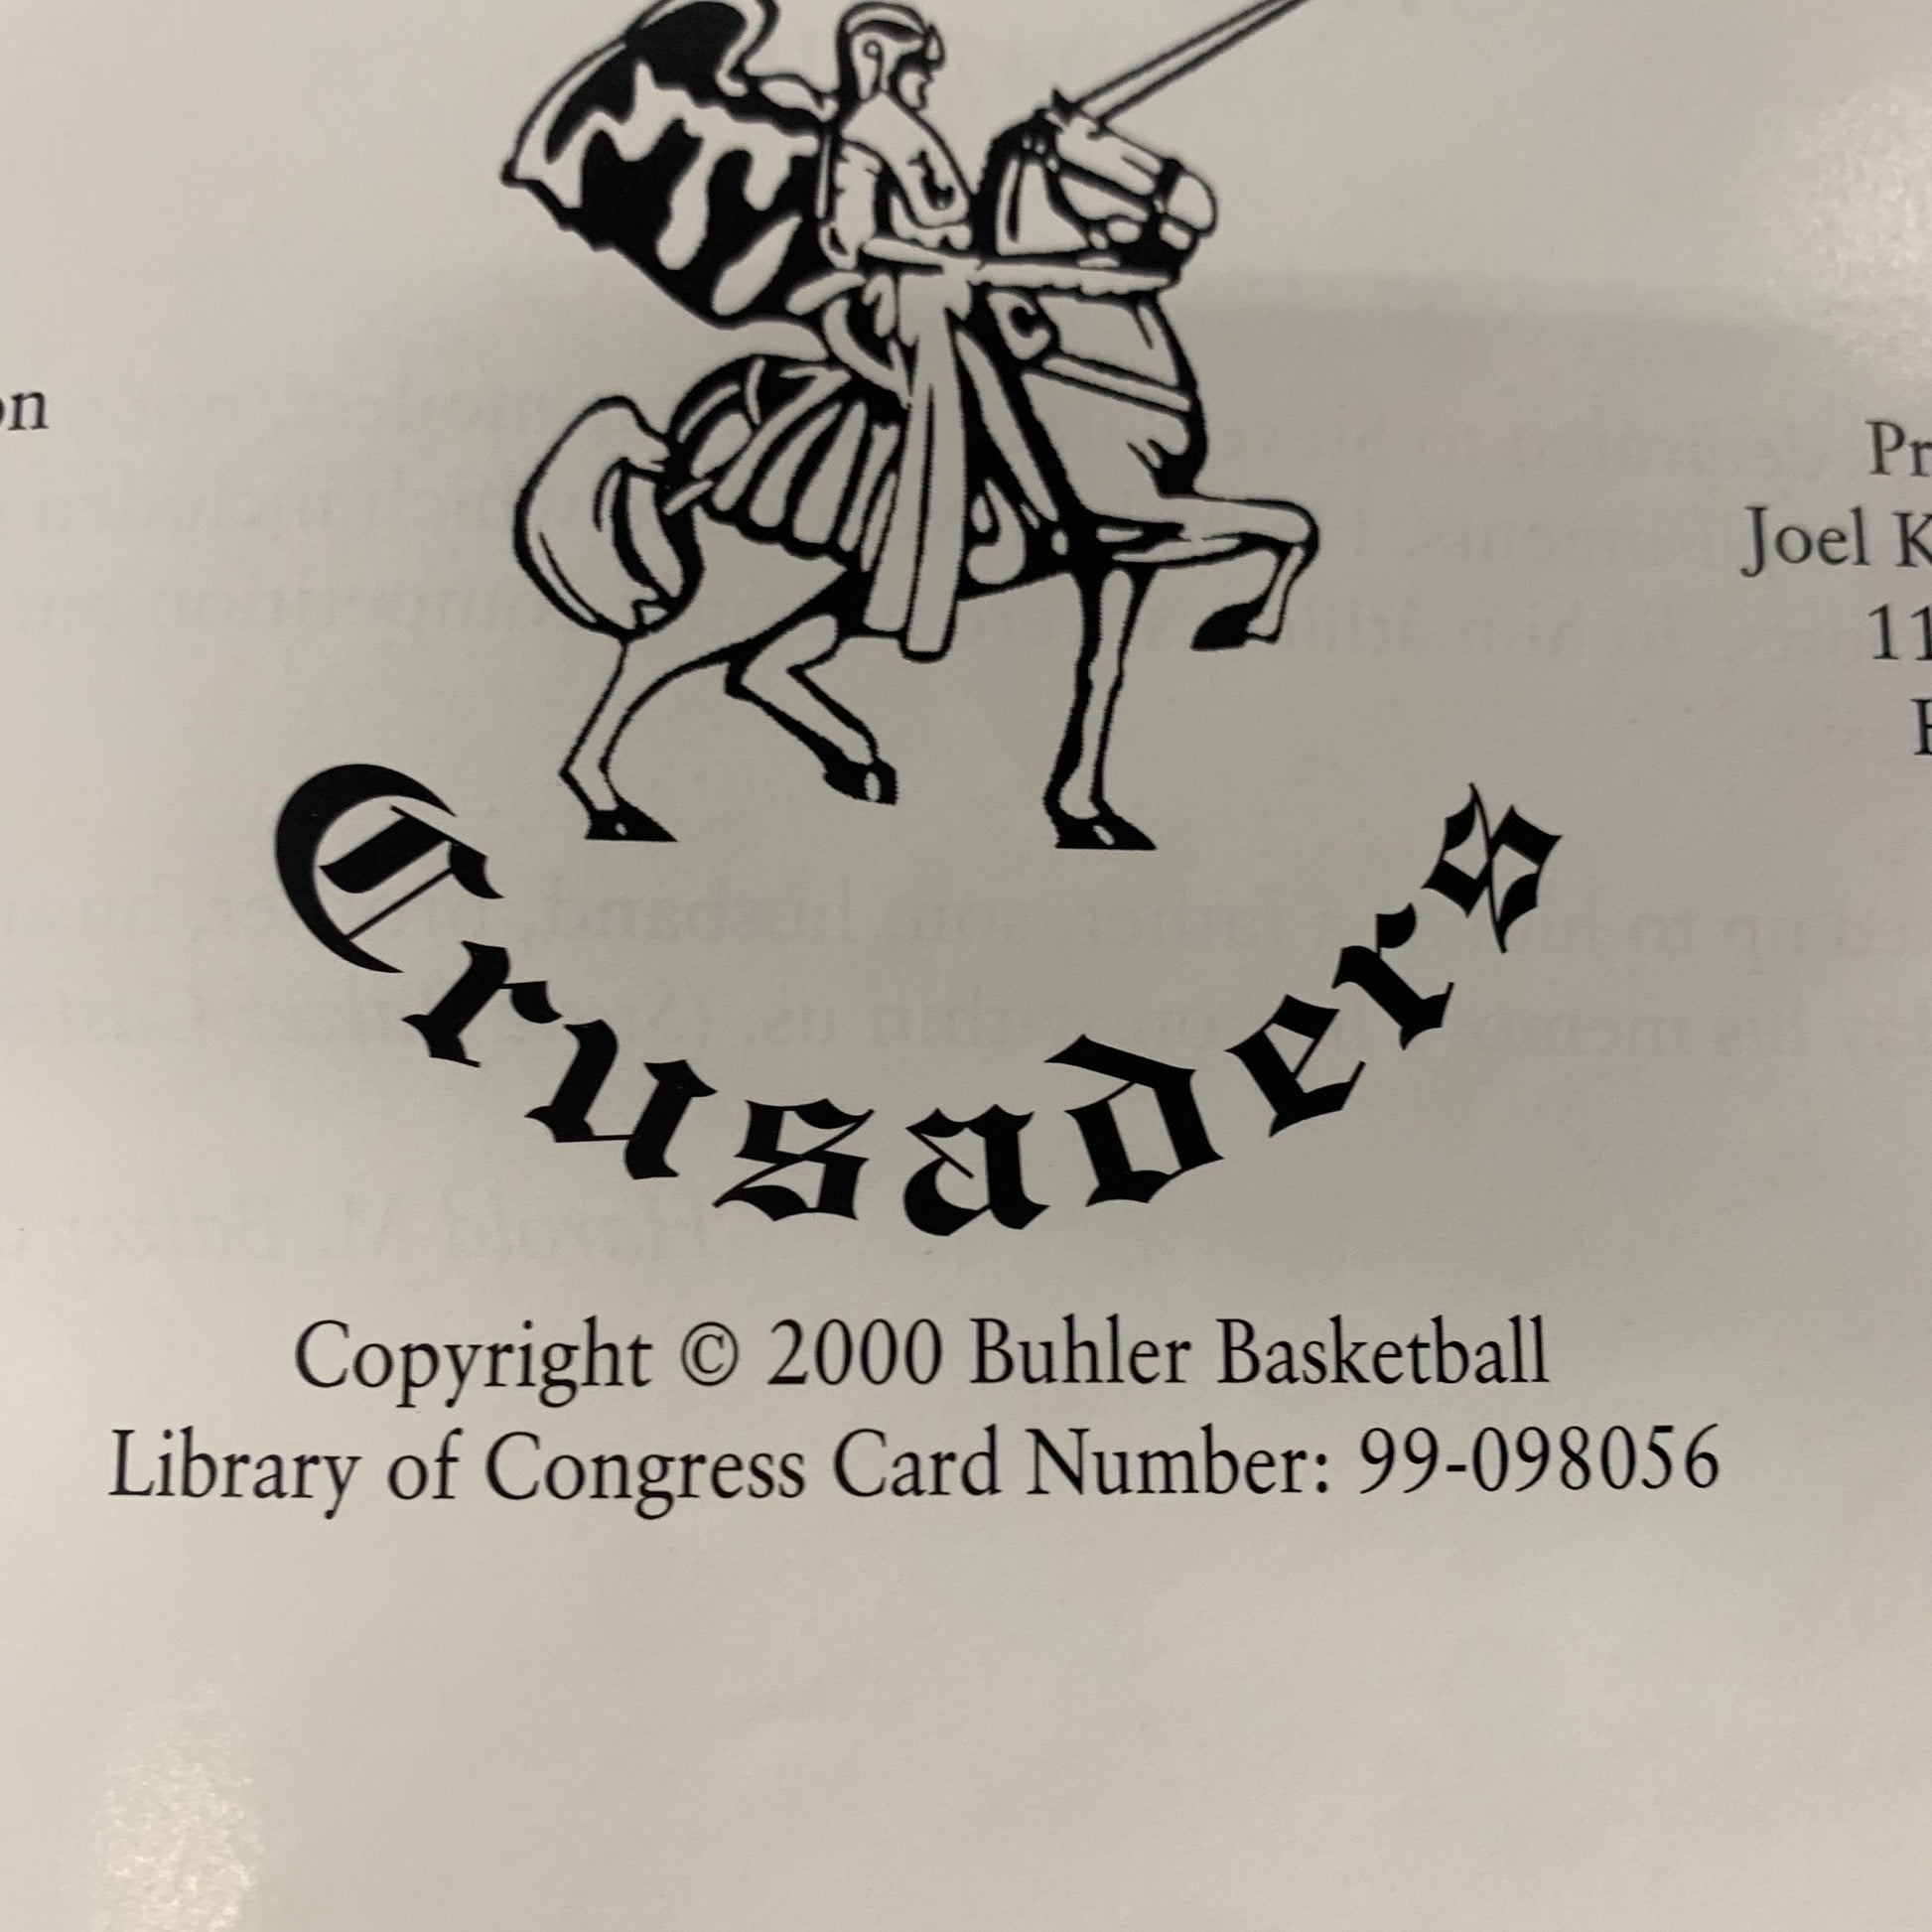 on
Pr
Joel K
11
Crusaders
Copyright © 2000 Buhler Basketball
Library of Congress Card Number: 99-098056